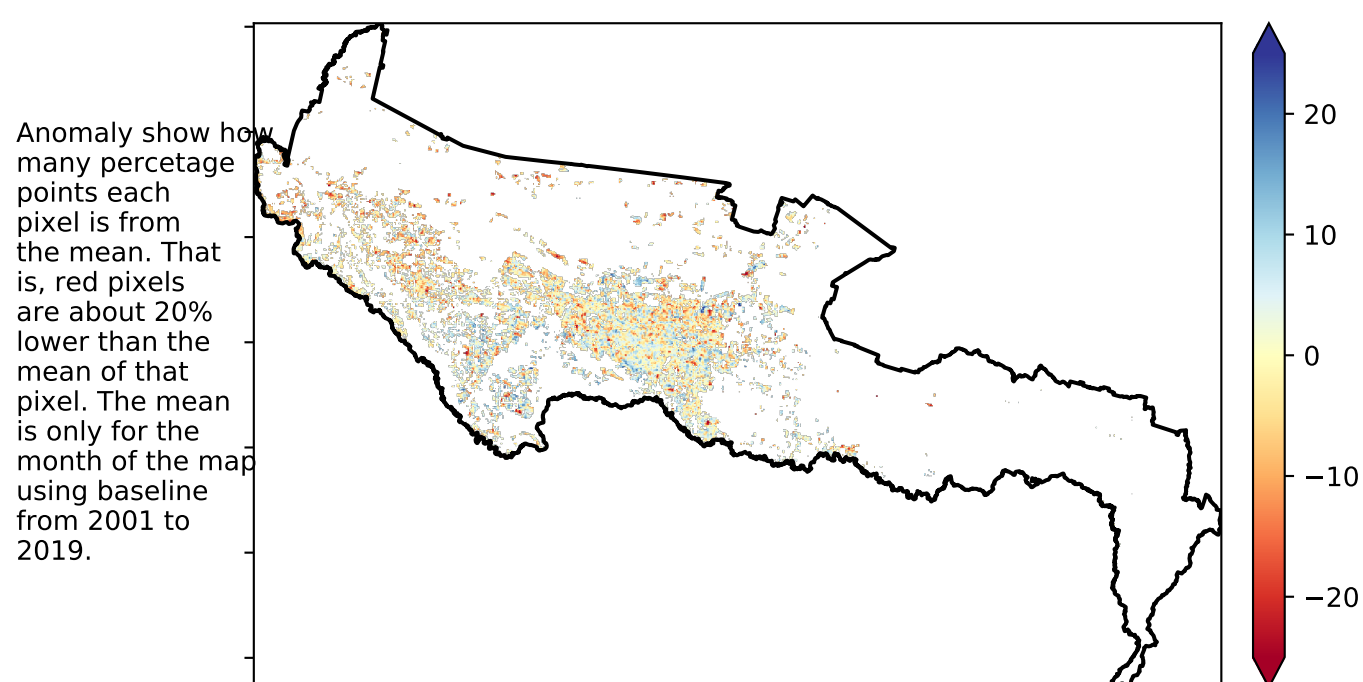 Anomaly show how
many percetage
points each
pixel is from
the mean. That
is, red pixels
are about 20%
lower than the
mean of that
pixel. The mean
is only for the
month of the map
using baseline
from 2001 to
2019.
20
10
0
−10
−20